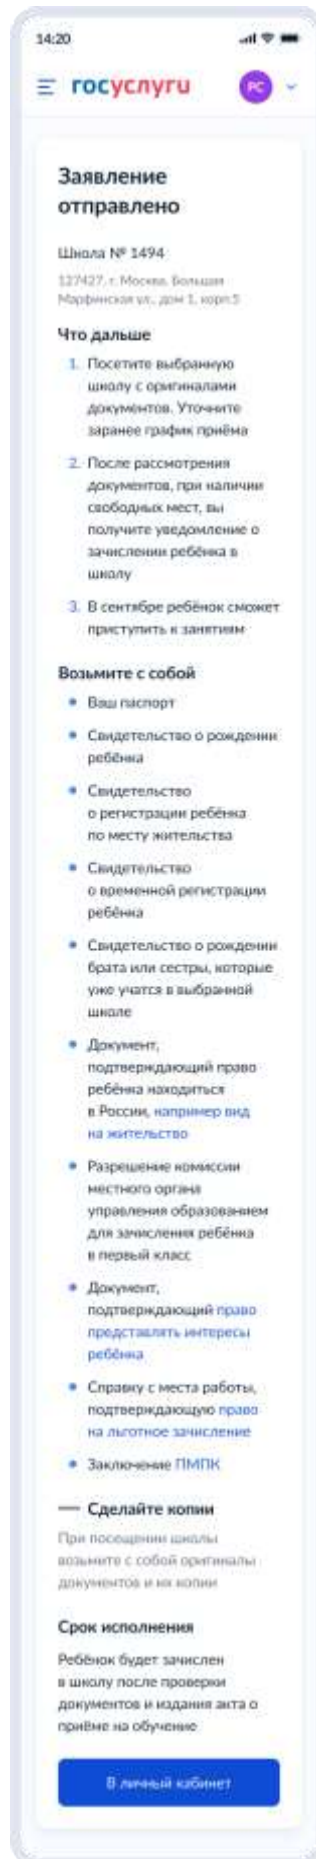 14:20
госуслуги
РС
Заявление
отправлено
Школа № 1494
127427, г. Москва, Большая
Марфинская ул., дом 1, корп.5
Что дальше
1. Посетите выбранную
школу с оригиналами
документов. Уточните
заранее график приёма
2. После рассмотрения
документов, при наличии
свободных мест, вы
получите уведомление о
зачислении ребёнка в
школу
3. В сентябре ребёнок сможет
приступить к занятиям
Возьмите с собой
• Ваш паспорт
• Свидетельство о рождении
ребёнка
• Свидетельство
о регистрации ребёнка
по месту жительства
• Свидетельство
о временной регистрации
ребёнка
• Свидетельство о рождении
брата или сестры, которые
уже учатся в выбранной
школе
• Документ,
подтверждающий право
ребёнка находиться
в России, например вид
на жительство
• Разрешение комиссии
местного органа
управления образованием
для зачисления ребёнка
в первый класс
• Документ,
подтверждающий право
представлять интересы
ребёнка
• Справку с места работы,
подтверждающую право
на льготное зачисление
• Заключение ПМПК
— Сделайте копии
При посещении школы
возьмите с собой оригиналы
документов и их копии
Срок исполнения
Ребёнок будет зачислен
в школу после проверки
документов и издания акта о
приёме на обучение
В личный кабинет